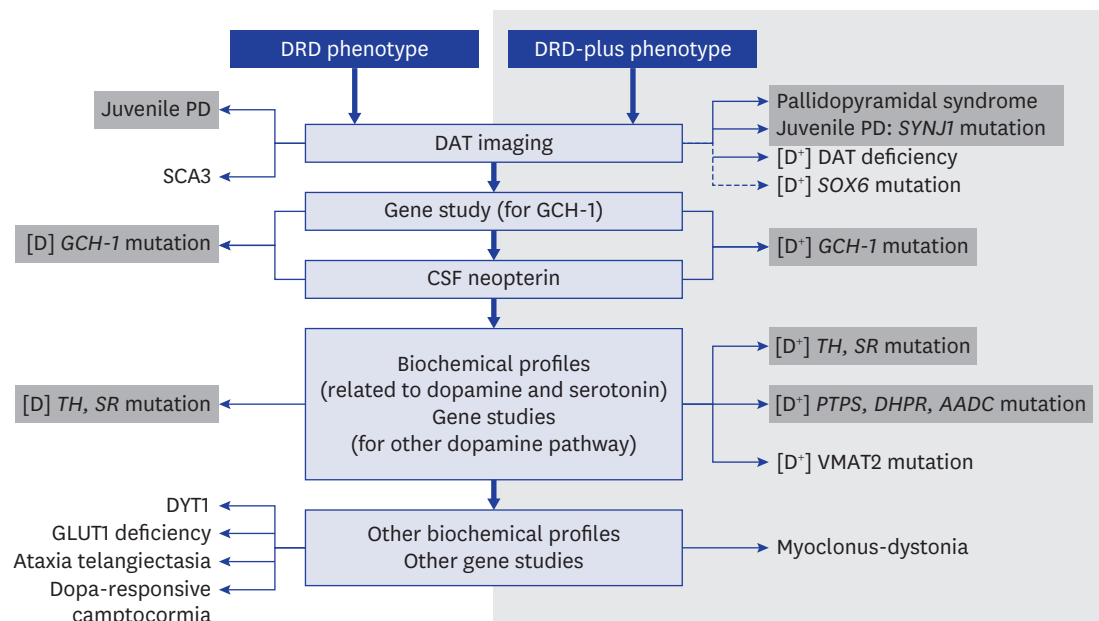 DRD phenotype
DRD-plus phenotype
Juvenile PD
SCA3
DAT imaging
Pallidopyramidal syndrome
Juvenile PD: SYNJ1 mutation
[D⁺] DAT deficiency
[D⁺] SOX6 mutation
Gene study (for GCH-1)
[D] GCH-1 mutation
[D⁺] GCH-1 mutation
CSF neopterin
Biochemical profiles
(related to dopamine and serotonin)
Gene studies
(for other dopamine pathway)
[D] TH, SR mutation
[D⁺] TH, SR mutation
[D⁺] PTPS, DHPR, AADC mutation
[D⁺] VMAT2 mutation
DYT1
GLUT1 deficiency
Ataxia telangiectasia
Dopa-responsive
camptocormia
Other biochemical profiles
Other gene studies
Myoclonus-dystonia